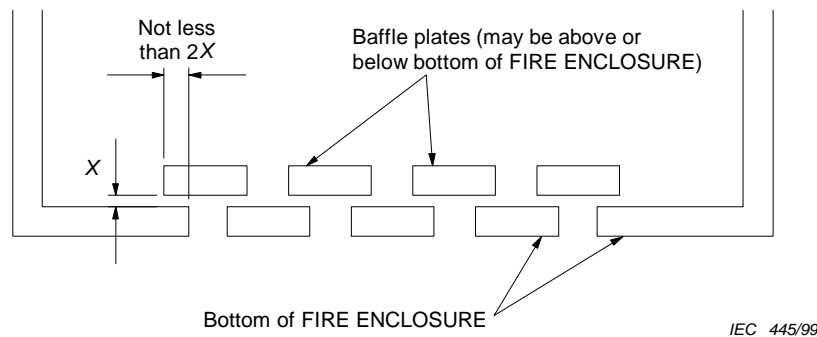 Not less
than 2X
Baffle plates (may be above or
below bottom of FIRE ENCLOSURE)
X
Bottom of FIRE ENCLOSURE
IEC 445/99